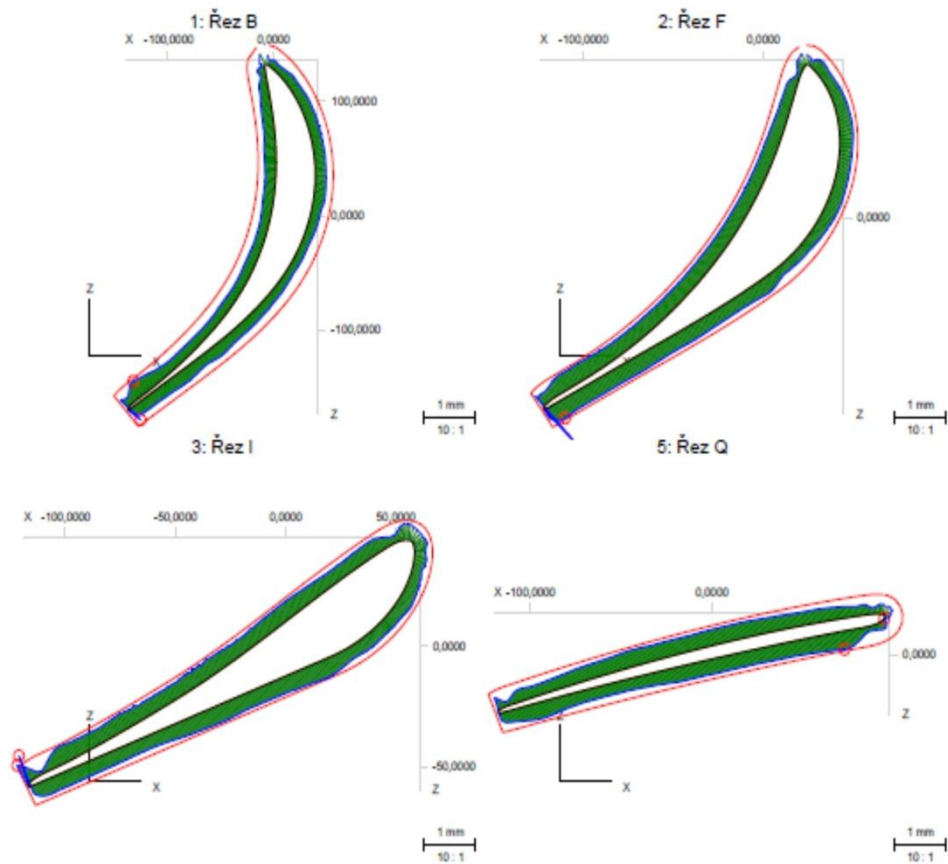 1: Řez B
2: Řez F
X -100,0000 0,0000
X -100,0000 0,0000
100,0000
0,0000
0,0000
Z
-100,0000
Z
X
X
Z
Z
1 mm
10 : 1
1 mm
10 : 1
3: Řez I
5: Řez Q
X -100,0000 -50,0000 0,0000 50,0000
X -100,0000 0,0000
0,0000
0,0000
Z
X
Z
X
-50,0000
Z
Z
1 mm
10 : 1
1 mm
10 : 1